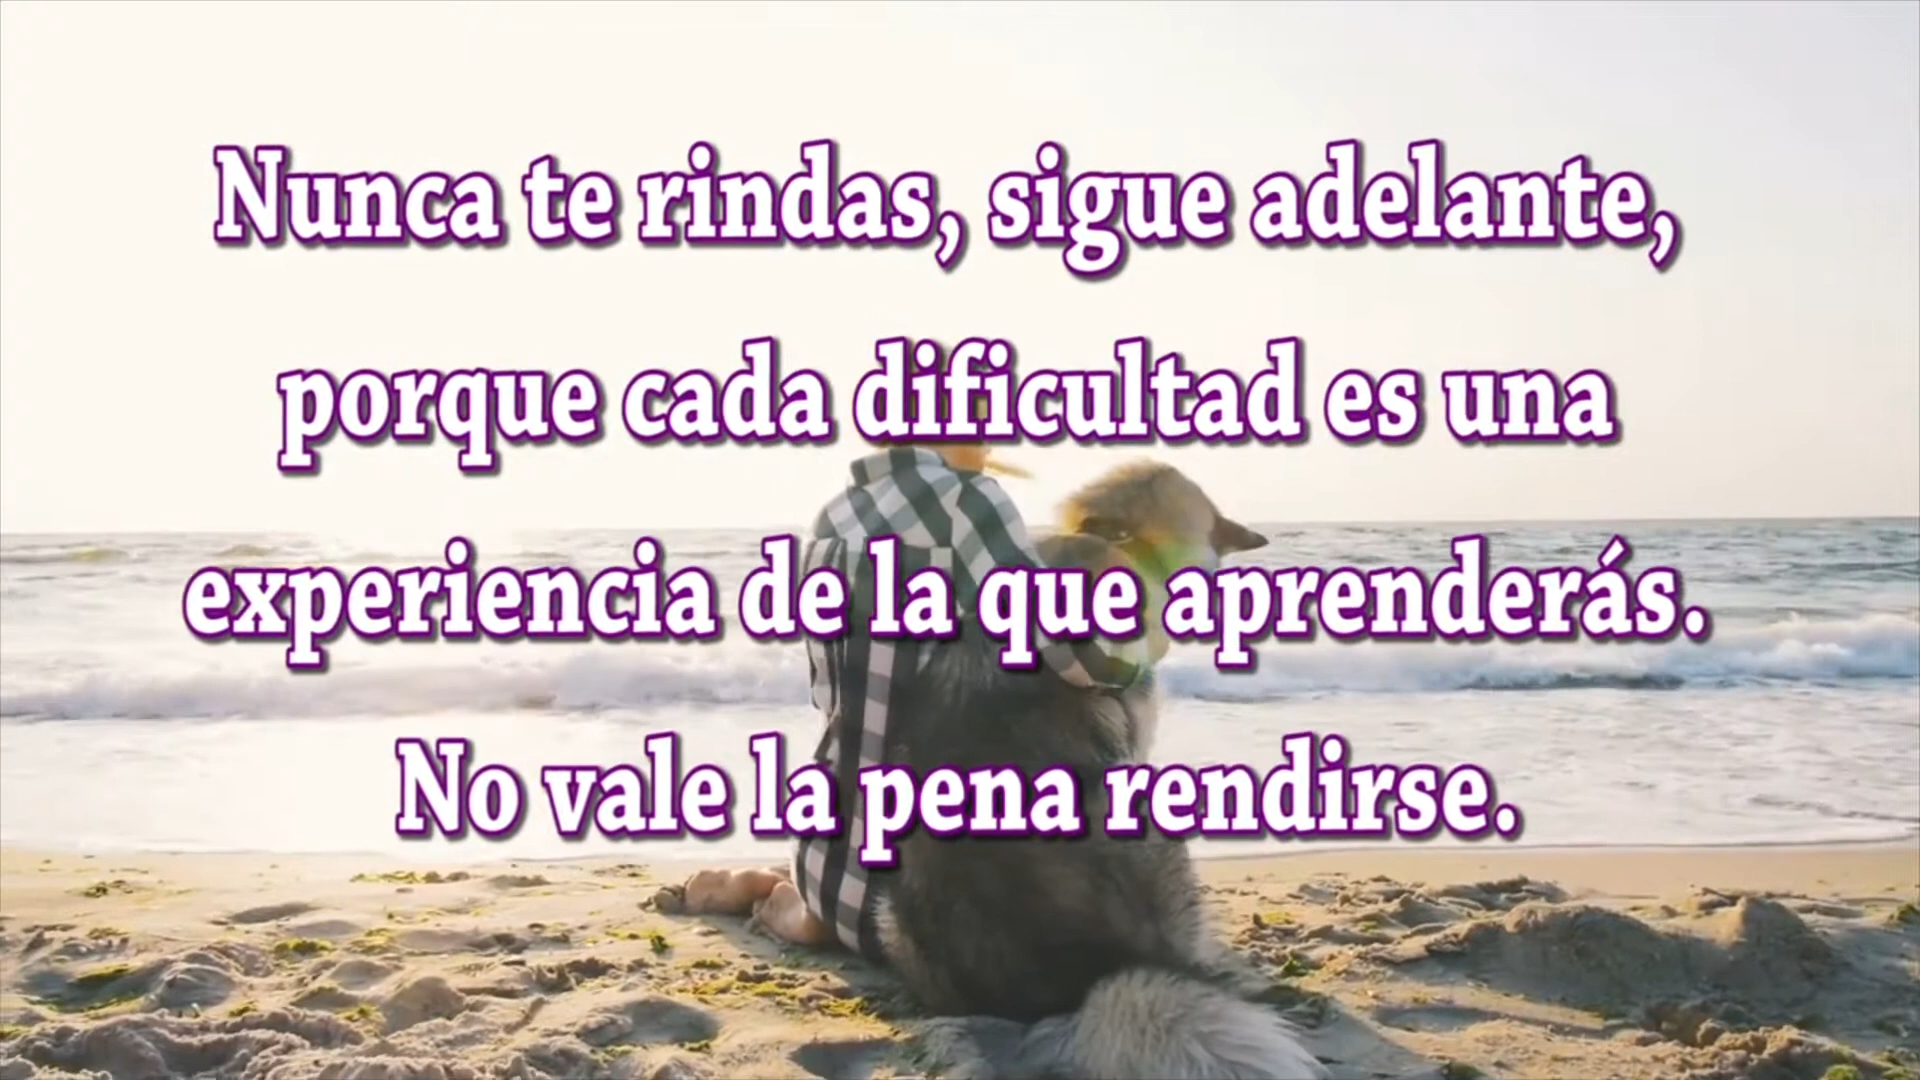 Nunca te rindas, sigue adelante,
porque cada dificultad es una
experiencia de la que aprenderás.
No vale la pena rendirse.